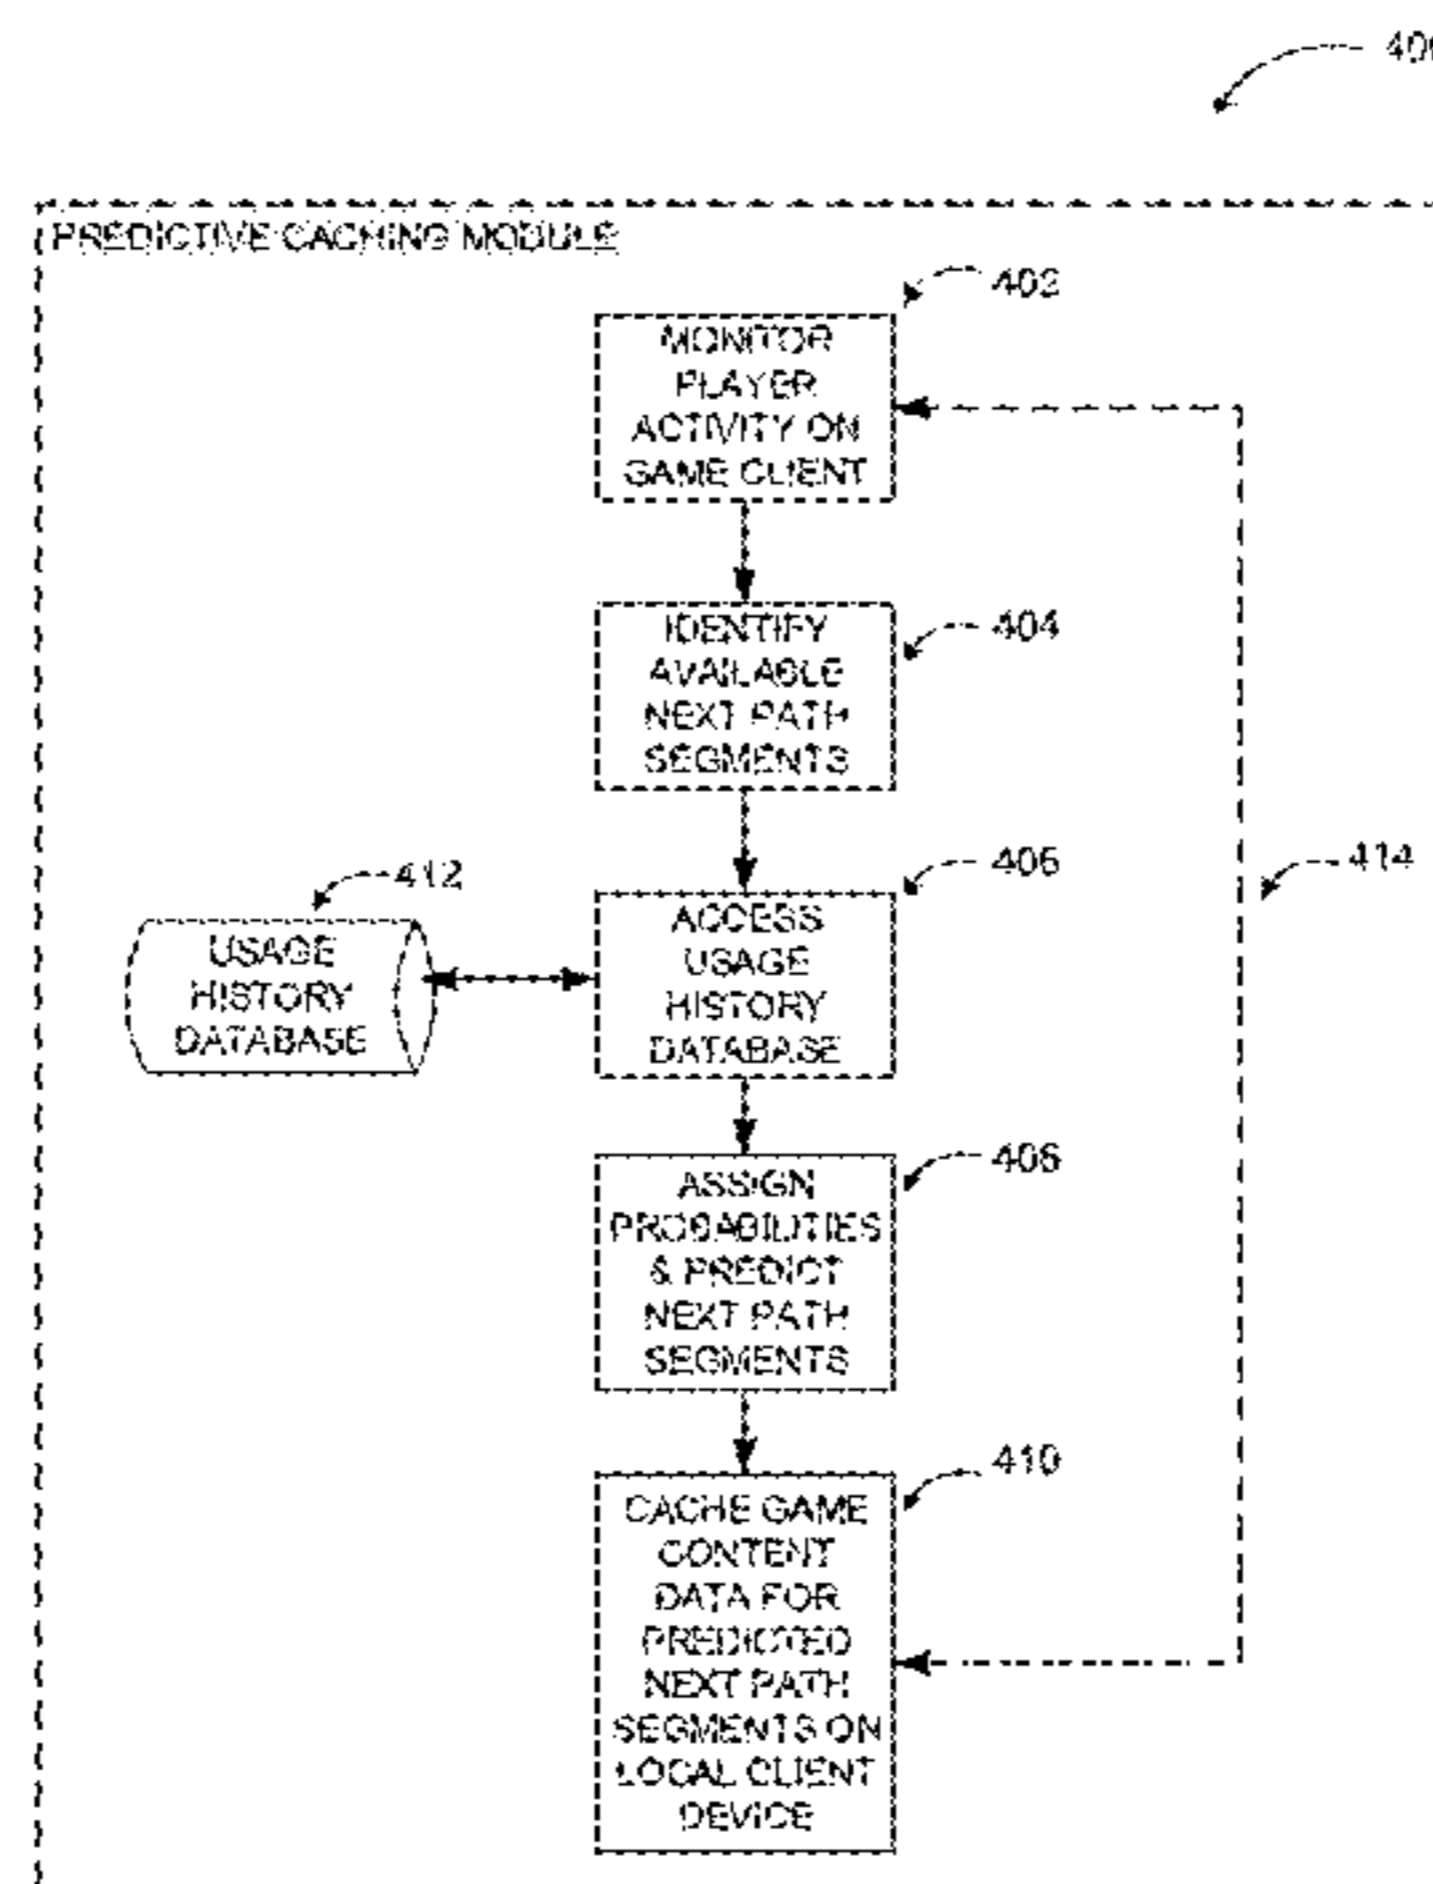 PREDICTIVE CACHING MODULE
402
MONITOR
PLAYER
ACTIVITY ON
GAME CLIENT
404
IDENTIFY
AVAILABLE
NEXT PATH
SEGMENTS
406
ACCESS
USAGE
HISTORY
DATABASE
412
USAGE
HISTORY
DATABASE
414
408
ASSIGN
PROBABILITIES
& PREDICT
NEXT PATH
SEGMENTS
410
CACHE GAME
CONTENT
DATA FOR
PREDICTED
NEXT PATH
SEGMENTS ON
LOCAL CLIENT
DEVICE